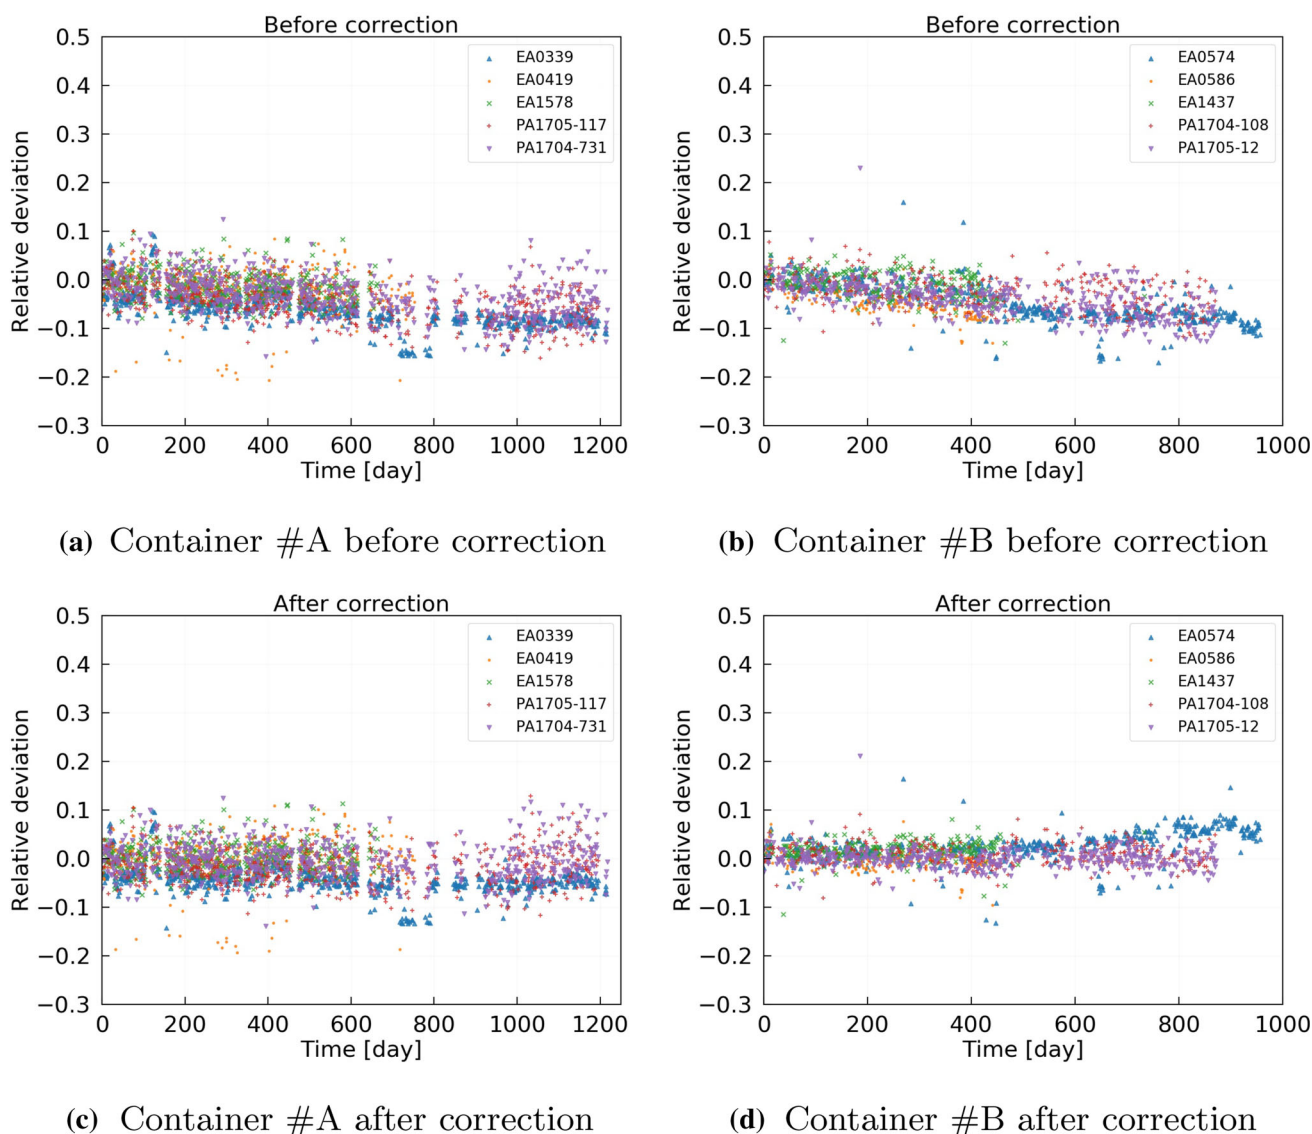 Before correction
Relative deviation
0.5
0.4
0.3
0.2
0.1
0.0
−0.1
−0.2
−0.3
EA0339
EA0419
EA1578
PA1705-117
PA1704-731
0 200 400 600 800 1000 1200
Time [day]
(a) Container #A before correction
Before correction
Relative deviation
0.5
0.4
0.3
0.2
0.1
0.0
−0.1
−0.2
−0.3
EA0574
EA0586
EA1437
PA1704-108
PA1705-12
0 200 400 600 800 1000
Time [day]
(b) Container #B before correction
After correction
Relative deviation
0.5
0.4
0.3
0.2
0.1
0.0
−0.1
−0.2
−0.3
EA0339
EA0419
EA1578
PA1705-117
PA1704-731
0 200 400 600 800 1000 1200
Time [day]
(c) Container #A after correction
After correction
Relative deviation
0.5
0.4
0.3
0.2
0.1
0.0
−0.1
−0.2
−0.3
EA0574
EA0586
EA1437
PA1704-108
PA1705-12
0 200 400 600 800 1000
Time [day]
(d) Container #B after correction